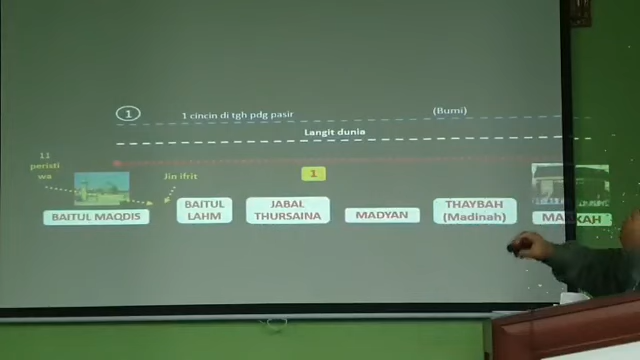 1
1 cincin di tgh pdg pasir
(Bumi)
Langit dunia
11
peristi
wa
Jin ifrit
1
BAITUL MAQDIS
BAITUL
LAHM
JABAL
THURSAINA
MADYAN
THAYBAH
(Madinah)
MAKKAH